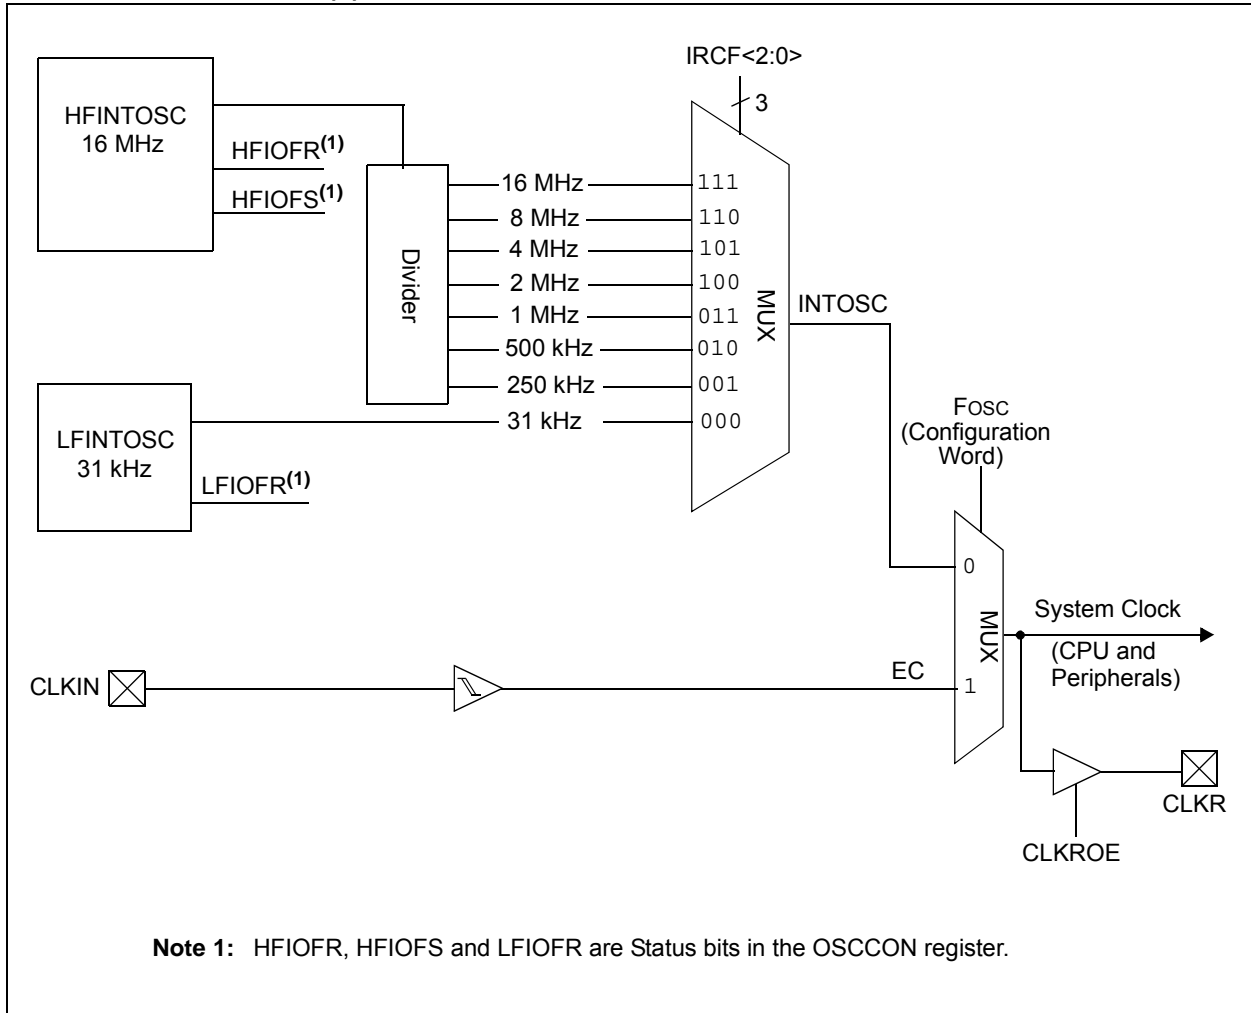 IRCF<2:0>
3
HFINTOSC
16 MHz
HFIOFR(1)
HFIOFS(1)
Divider
16 MHz
8 MHz
4 MHz
2 MHz
1 MHz
500 kHz
250 kHz
31 kHz
111
110
101
100
011
010
001
000
MUX
INTOSC
LFINTOSC
31 kHz
LFIOFR(1)
FOSC
(Configuration
Word)
0
1
MUX
System Clock
(CPU and
Peripherals)
CLKIN
EC
CLKR
CLKROE
Note 1: HFIOFR, HFIOFS and LFIOFR are Status bits in the OSCCON register.